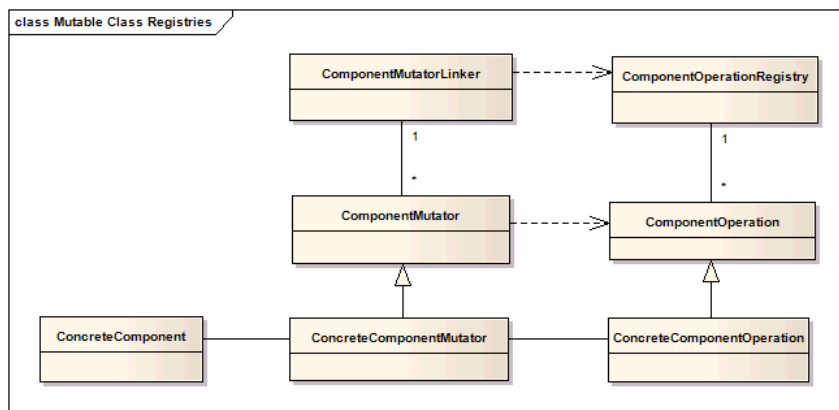 class Mutable Class Registries
ComponentMutatorLinker
ComponentOperationRegistry
1
1
*
*
ComponentMutator
ComponentOperation
ConcreteComponent
ConcreteComponentMutator
ConcreteComponentOperation